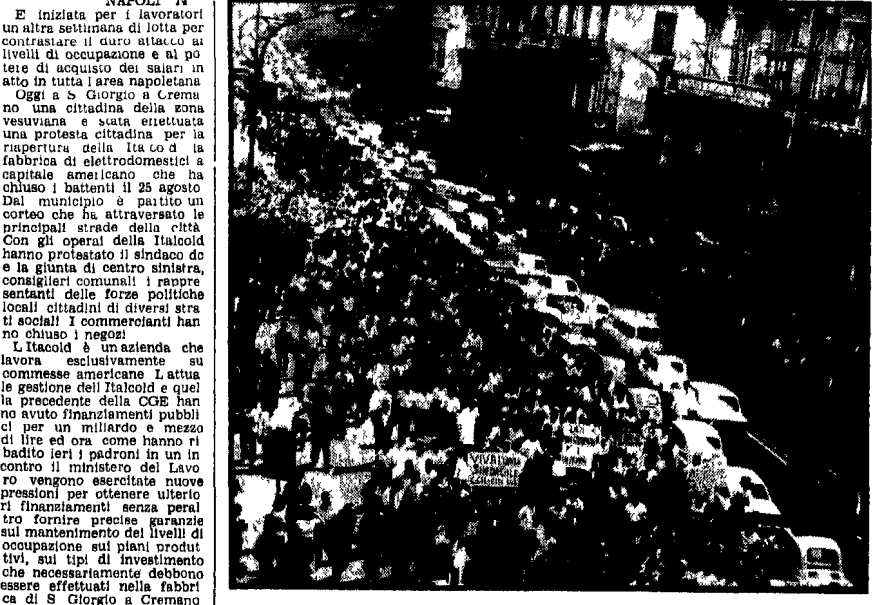 NAPOLI
E iniziata per i lavoratori
un altra settimana di lotta per
contrastare il duro attacco ai
livelli di occupazione e al po
tere di acquisto dei salari in
atto in tutta l area napoletana
Oggi a S Giorgio a Crema
no una cittadina della zona
vesuviana e stata effettuata
una protesta cittadina per la
riapertura della Ita co d la
fabbrica di elettrodomestici a
capitale americano che ha
chiuso i battenti il 25 agosto
Dal municipio è partito un
corteo che ha attraversato le
principali strade della città
Con gli operai della Italcold
hanno protestato il sindaco dc
e la giunta di centro sinistra,
consiglieri comunali i rappre
sentanti delle forze politiche
locali cittadini di diversi stra
ti sociali I commercianti han
no chiuso i negozi
L Itacold è un azienda che
lavora esclusivamente su
commesse americane L attua
le gestione dell Italcold e quel
la precedente della CGE han
no avuto finanziamenti pubbli
ci per un miliardo e mezzo
di lire ed ora come hanno ri
badito ieri i padroni in un in
contro il ministero del Lavo
ro vengono esercitate nuove
pressioni per ottenere ulterio
ri finanziamenti senza peral
tro fornire precise garanzie
sul mantenimento dei livelli di
occupazione sui piani produt
tivi, sui tipi di investimento
che necessariamente debbono
essere effettuati nella fabbri
ca di S Giorgio a Cremano
VIVA